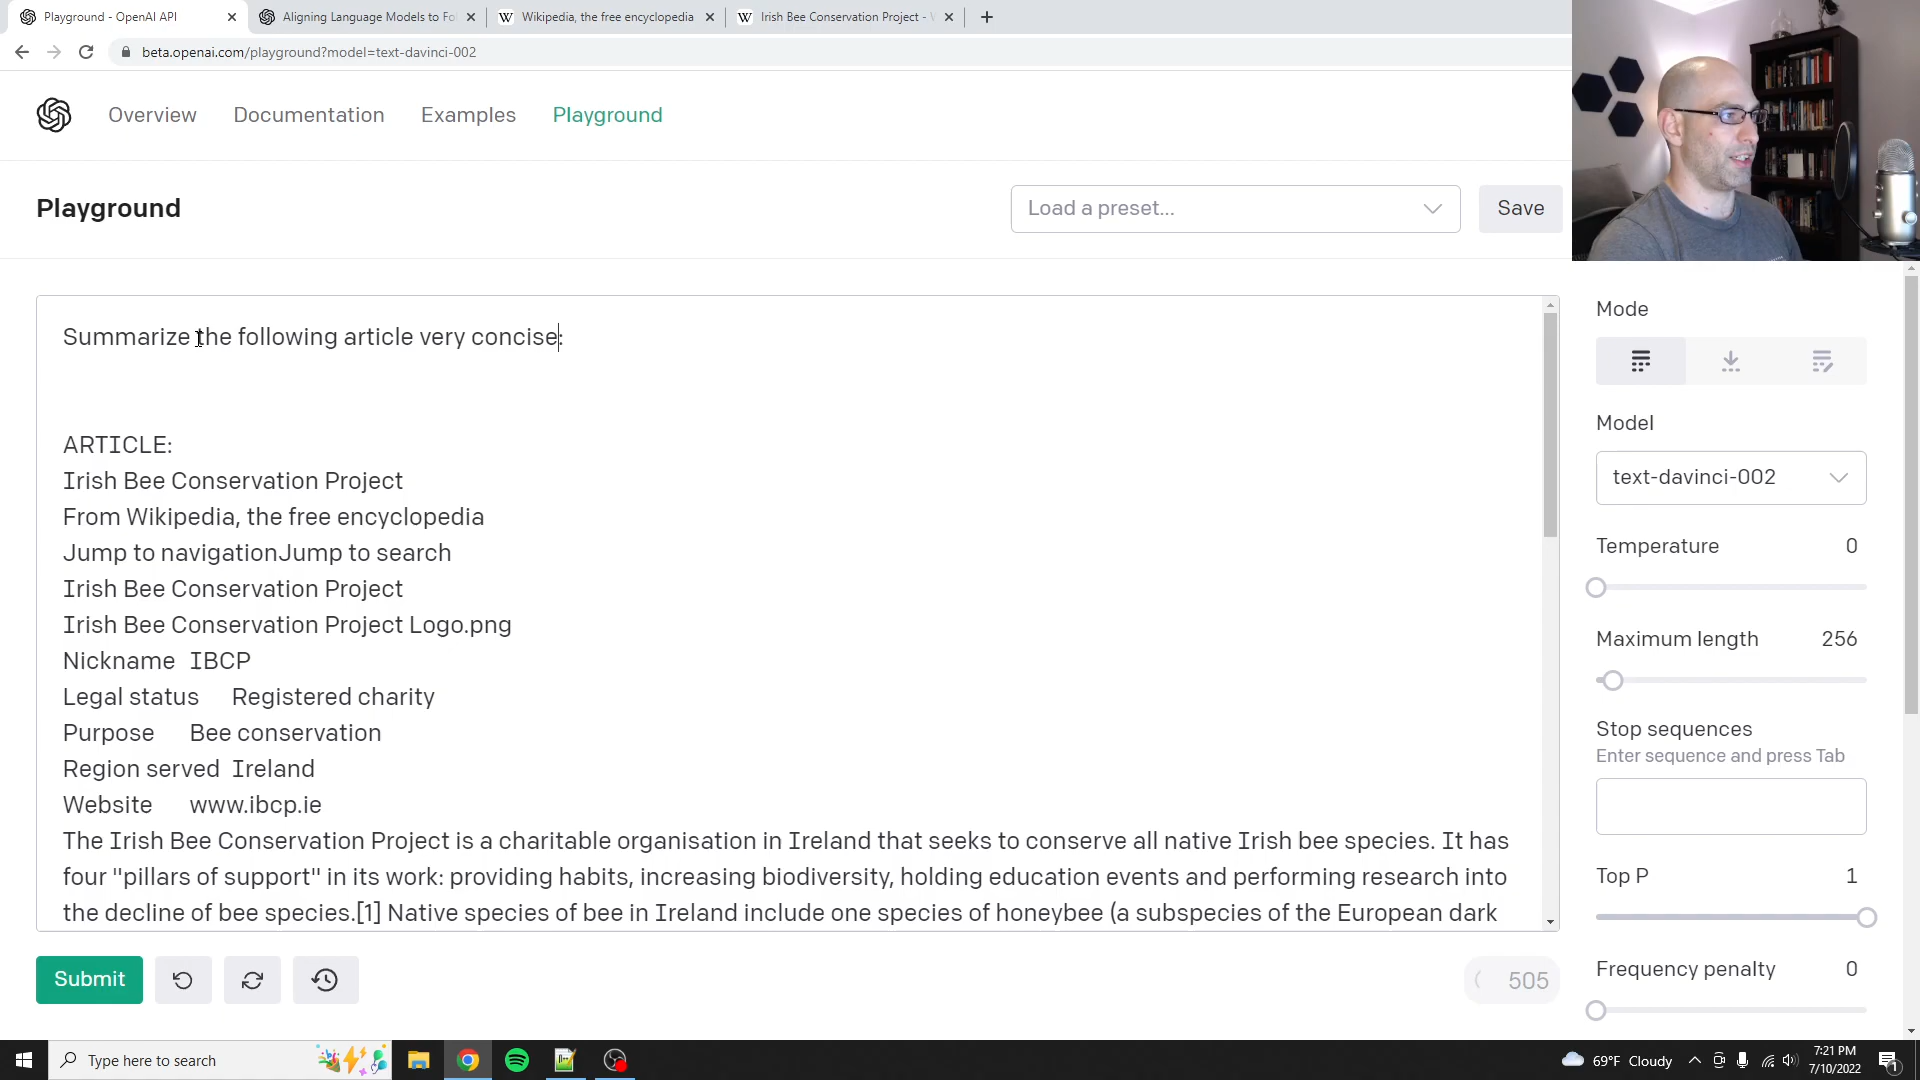 Playground - OpenAI API
Aligning Language Models to Fo
Wikipedia, the free encyclopedia
Irish Bee Conservation Project -
beta.openai.com/playground?model=text-davinci-002
Overview
Documentation
Examples
Playground
Playground
Load a preset...
Save
Summarize the following article very concise:
ARTICLE:
Irish Bee Conservation Project
From Wikipedia, the free encyclopedia
Jump to navigationJump to search
Irish Bee Conservation Project
Irish Bee Conservation Project Logo.png
Nickname IBCP
Legal status Registered charity
Purpose Bee conservation
Region served Ireland
Website www.ibcp.ie
The Irish Bee Conservation Project is a charitable organisation in Ireland that seeks to conserve all native Irish bee species. It has
four "pillars of support" in its work: providing habits, increasing biodiversity, holding education events and performing research into
the decline of bee species.[1] Native species of bee in Ireland include one species of honeybee (a subspecies of the European dark
Submit
505
Mode
Model
text-davinci-002
Temperature 0
Maximum length 256
Stop sequences
Enter sequence and press Tab
Top P 1
Frequency penalty 0
Type here to search
69°F Cloudy
7:21 PM
7/10/2022
1